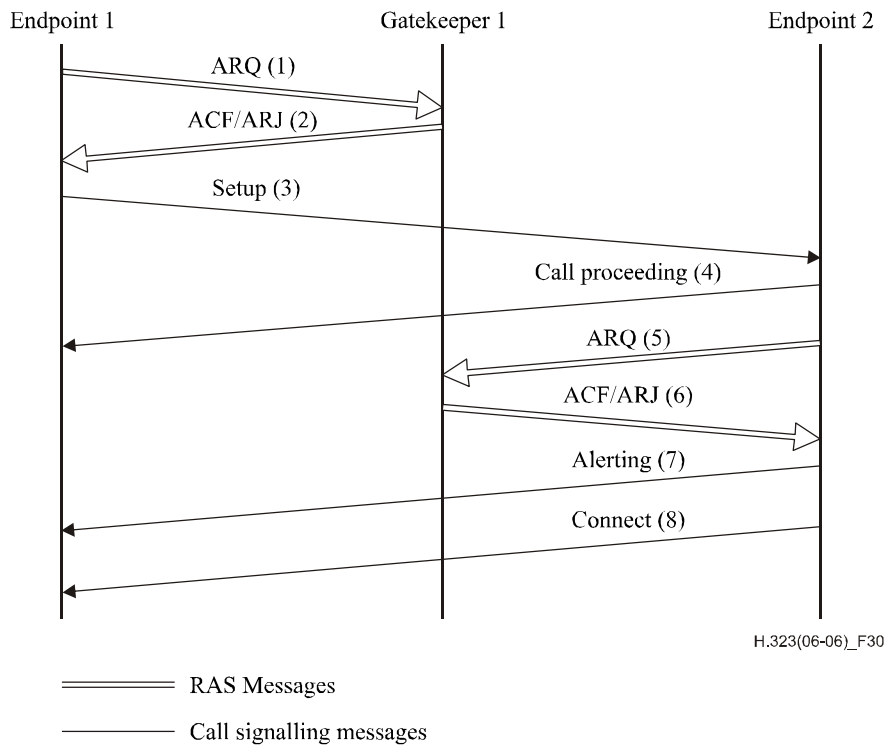 Endpoint 1
Gatekeeper 1
Endpoint 2
ARQ (1)
ACF/ARJ (2)
Setup (3)
Call proceeding (4)
ARQ (5)
ACF/ARJ (6)
Alerting (7)
Connect (8)
H.323(06-06)_F30
RAS Messages
Call signalling messages